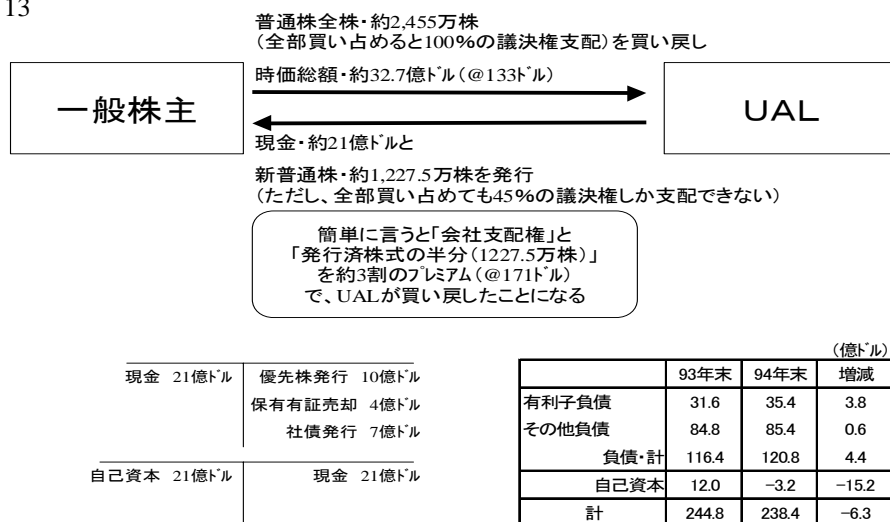 13
普通株全株・約2,455万株
(全部買い占めると100%の議決権支配)を買い戻し
時価総額・約32.7億ドル(@133ドル)
一般株主
UAL
現金・約21億ドルと
新普通株・約1,227.5万株を発行
(ただし、全部買い占めても45%の議決権しか支配できない)
簡単に言うと「会社支配権」と
「発行済株式の半分(1227.5万株)」
を約3割のプレミアム(@171ドル)
で、UALが買い戻したことになる
現金 21億ドル 優先株発行 10億ドル
保有有証売却 4億ドル
社債発行 7億ドル
自己資本 21億ドル 現金 21億ドル
(億ドル)
93年末 94年末 増減
有利子負債 31.6 35.4 3.8
その他負債 84.8 85.4 0.6
負債・計 116.4 120.8 4.4
自己資本 12.0 −3.2 −15.2
計 244.8 238.4 −6.3